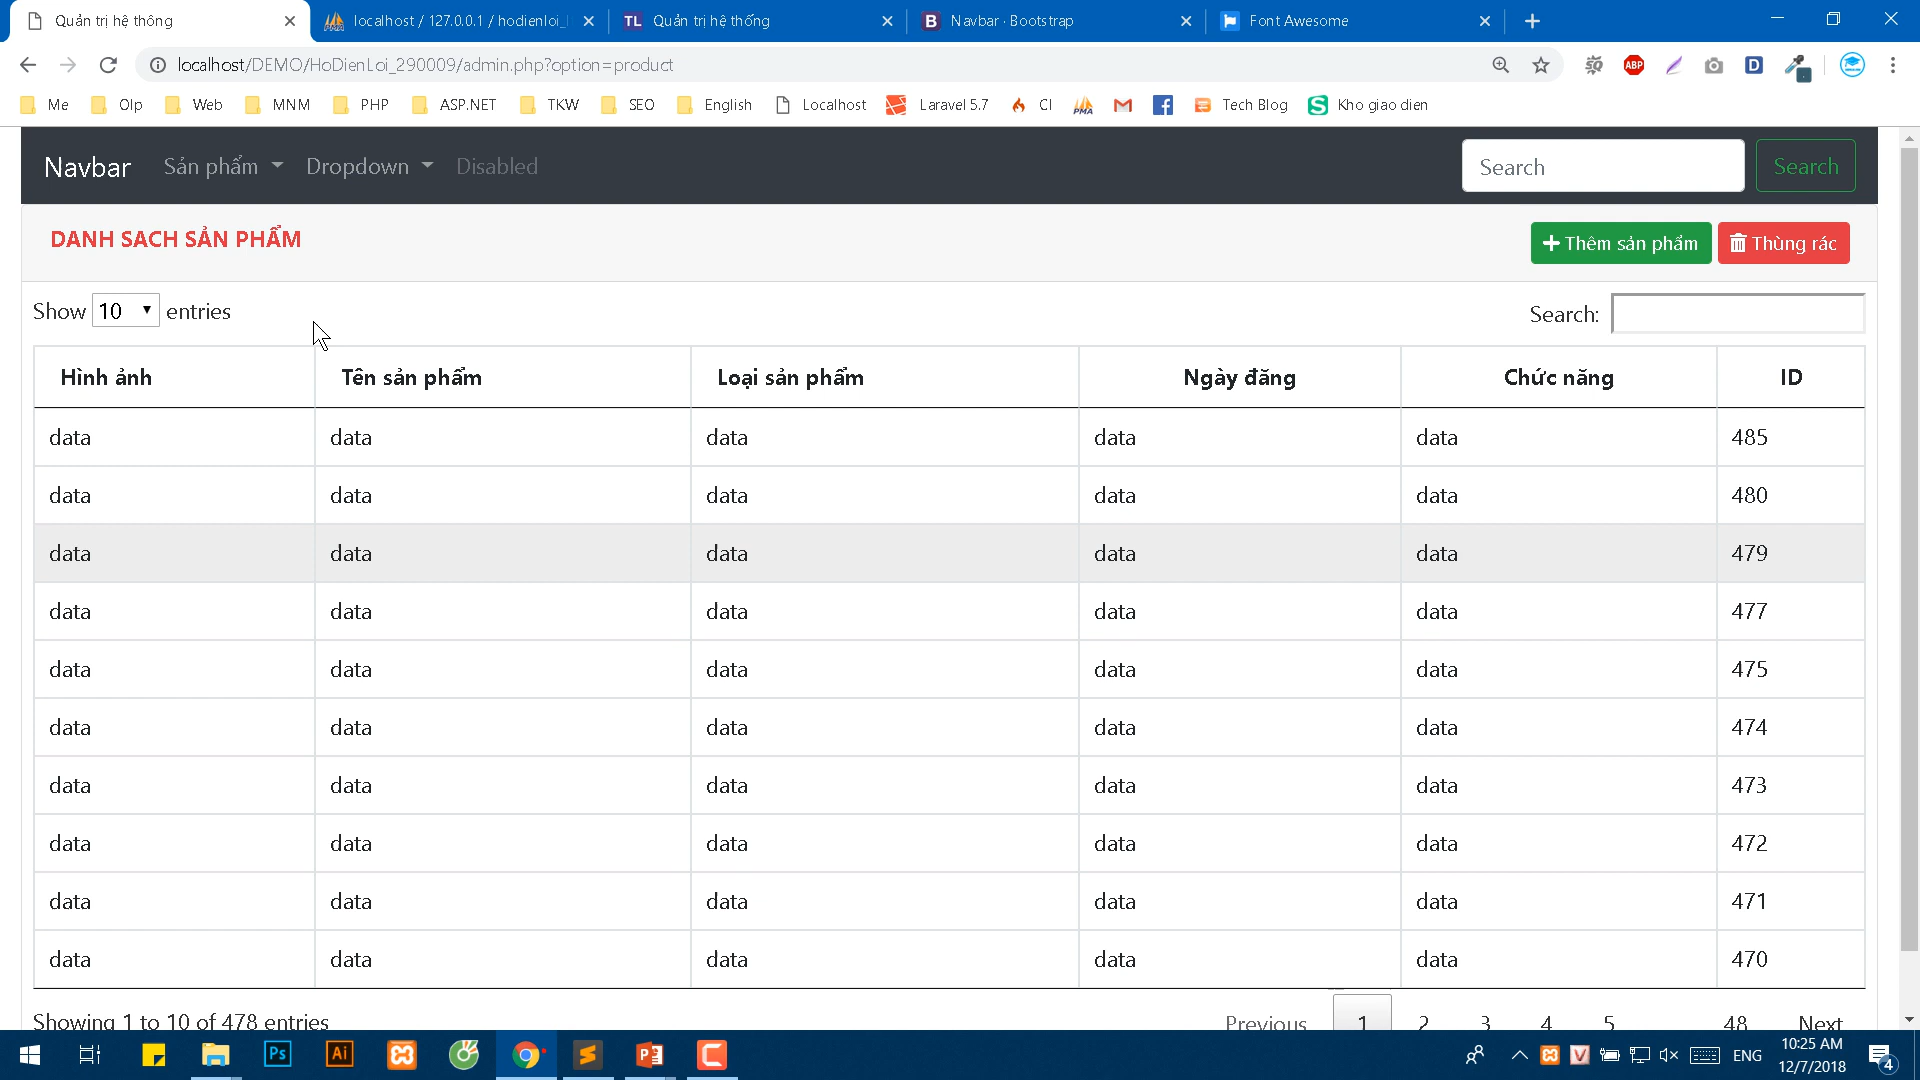 Quản trị hệ thông
localhost / 127.0.0.1 / hodienloi_
TL Quản trị hệ thống
B Navbar · Bootstrap
Font Awesome
localhost/DEMO/HoDienLoi_290009/admin.php?option=product
ABP
D
Me Olp Web MNM PHP ASP.NET TKW SEO English Localhost Laravel 5.7 CI PMA Tech Blog Kho giao dien
Navbar Sản phẩm Dropdown Disabled Search Search
DANH SACH SẢN PHẨM Thêm sản phẩm Thùng rác
Show 10 entries Search:
Hình ảnh Tên sản phẩm Loại sản phẩm Ngày đăng Chức năng ID
data data data data data 485
data data data data data 480
data data data data data 479
data data data data data 477
data data data data data 475
data data data data data 474
data data data data data 473
data data data data data 472
data data data data data 471
data data data data data 470
Showing 1 to 10 of 478 entries Previous 1 2 3 4 5 48 Next
Ps Ai ENG
10:25 AM
12/7/2018
4